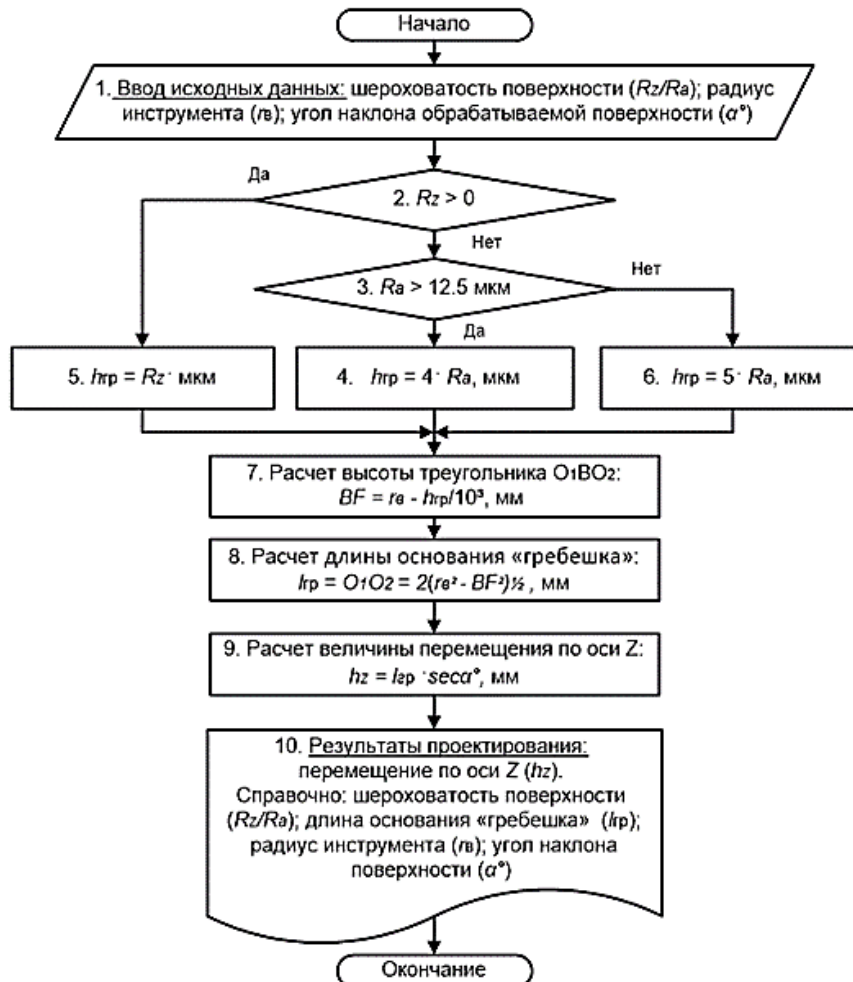 Начало
1. Ввод исходных данных: шероховатость поверхности (Rz/Ra); радиус
инструмента (rв); угол наклона обрабатываемой поверхности (α°)
Да
2. Rz > 0
Нет
Нет
3. Ra > 12.5 мкм
Да
5. hгр = Rz· мкм
4. hгр = 4· Ra, мкм
6. hгр = 5· Ra, мкм
7. Расчет высоты треугольника O1BO2:
BF = rв - hгр/10³, мм
8. Расчет длины основания «гребешка»:
lгр = O1O2 = 2(rв² - BF²)½ , мм
9. Расчет величины перемещения по оси Z:
hz = lгр ·secα°, мм
10. Результаты проектирования:
перемещение по оси Z (hz).
Справочно: шероховатость поверхности
(Rz/Ra); длина основания «гребешка» (lгр);
радиус инструмента (rв); угол наклона
поверхности (α°)
Окончание